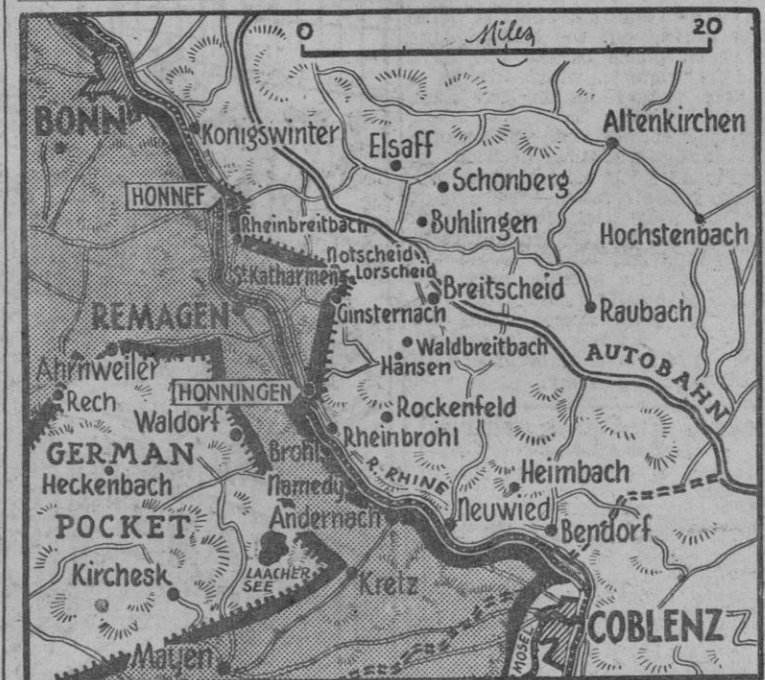 0 Miles 20
BONN
Konigswinter
Elsaff
Altenkirchen
Schonberg
HONNEF
Buhlingen
Rheinbreitbach
Hochstenbach
Notscheid
St. Katharmen
Lorscheid
Breitscheid
REMAGEN
Ginsternach
Raubach
Waldbreitbach
AUTOBAHN
Ahrnweiler
Hansen
Rech
HONNINGEN
Rockenfeld
Waldorf
Rheinbrohl
GERMAN
Brohl
R. RHINE
Heckenbach
Namedy
Heimbach
POCKET
Andernach
Neuwied
Bendorf
Kirchesk
LAACHER
SEE
Kretz
COBLENZ
Mayen
MOSEL